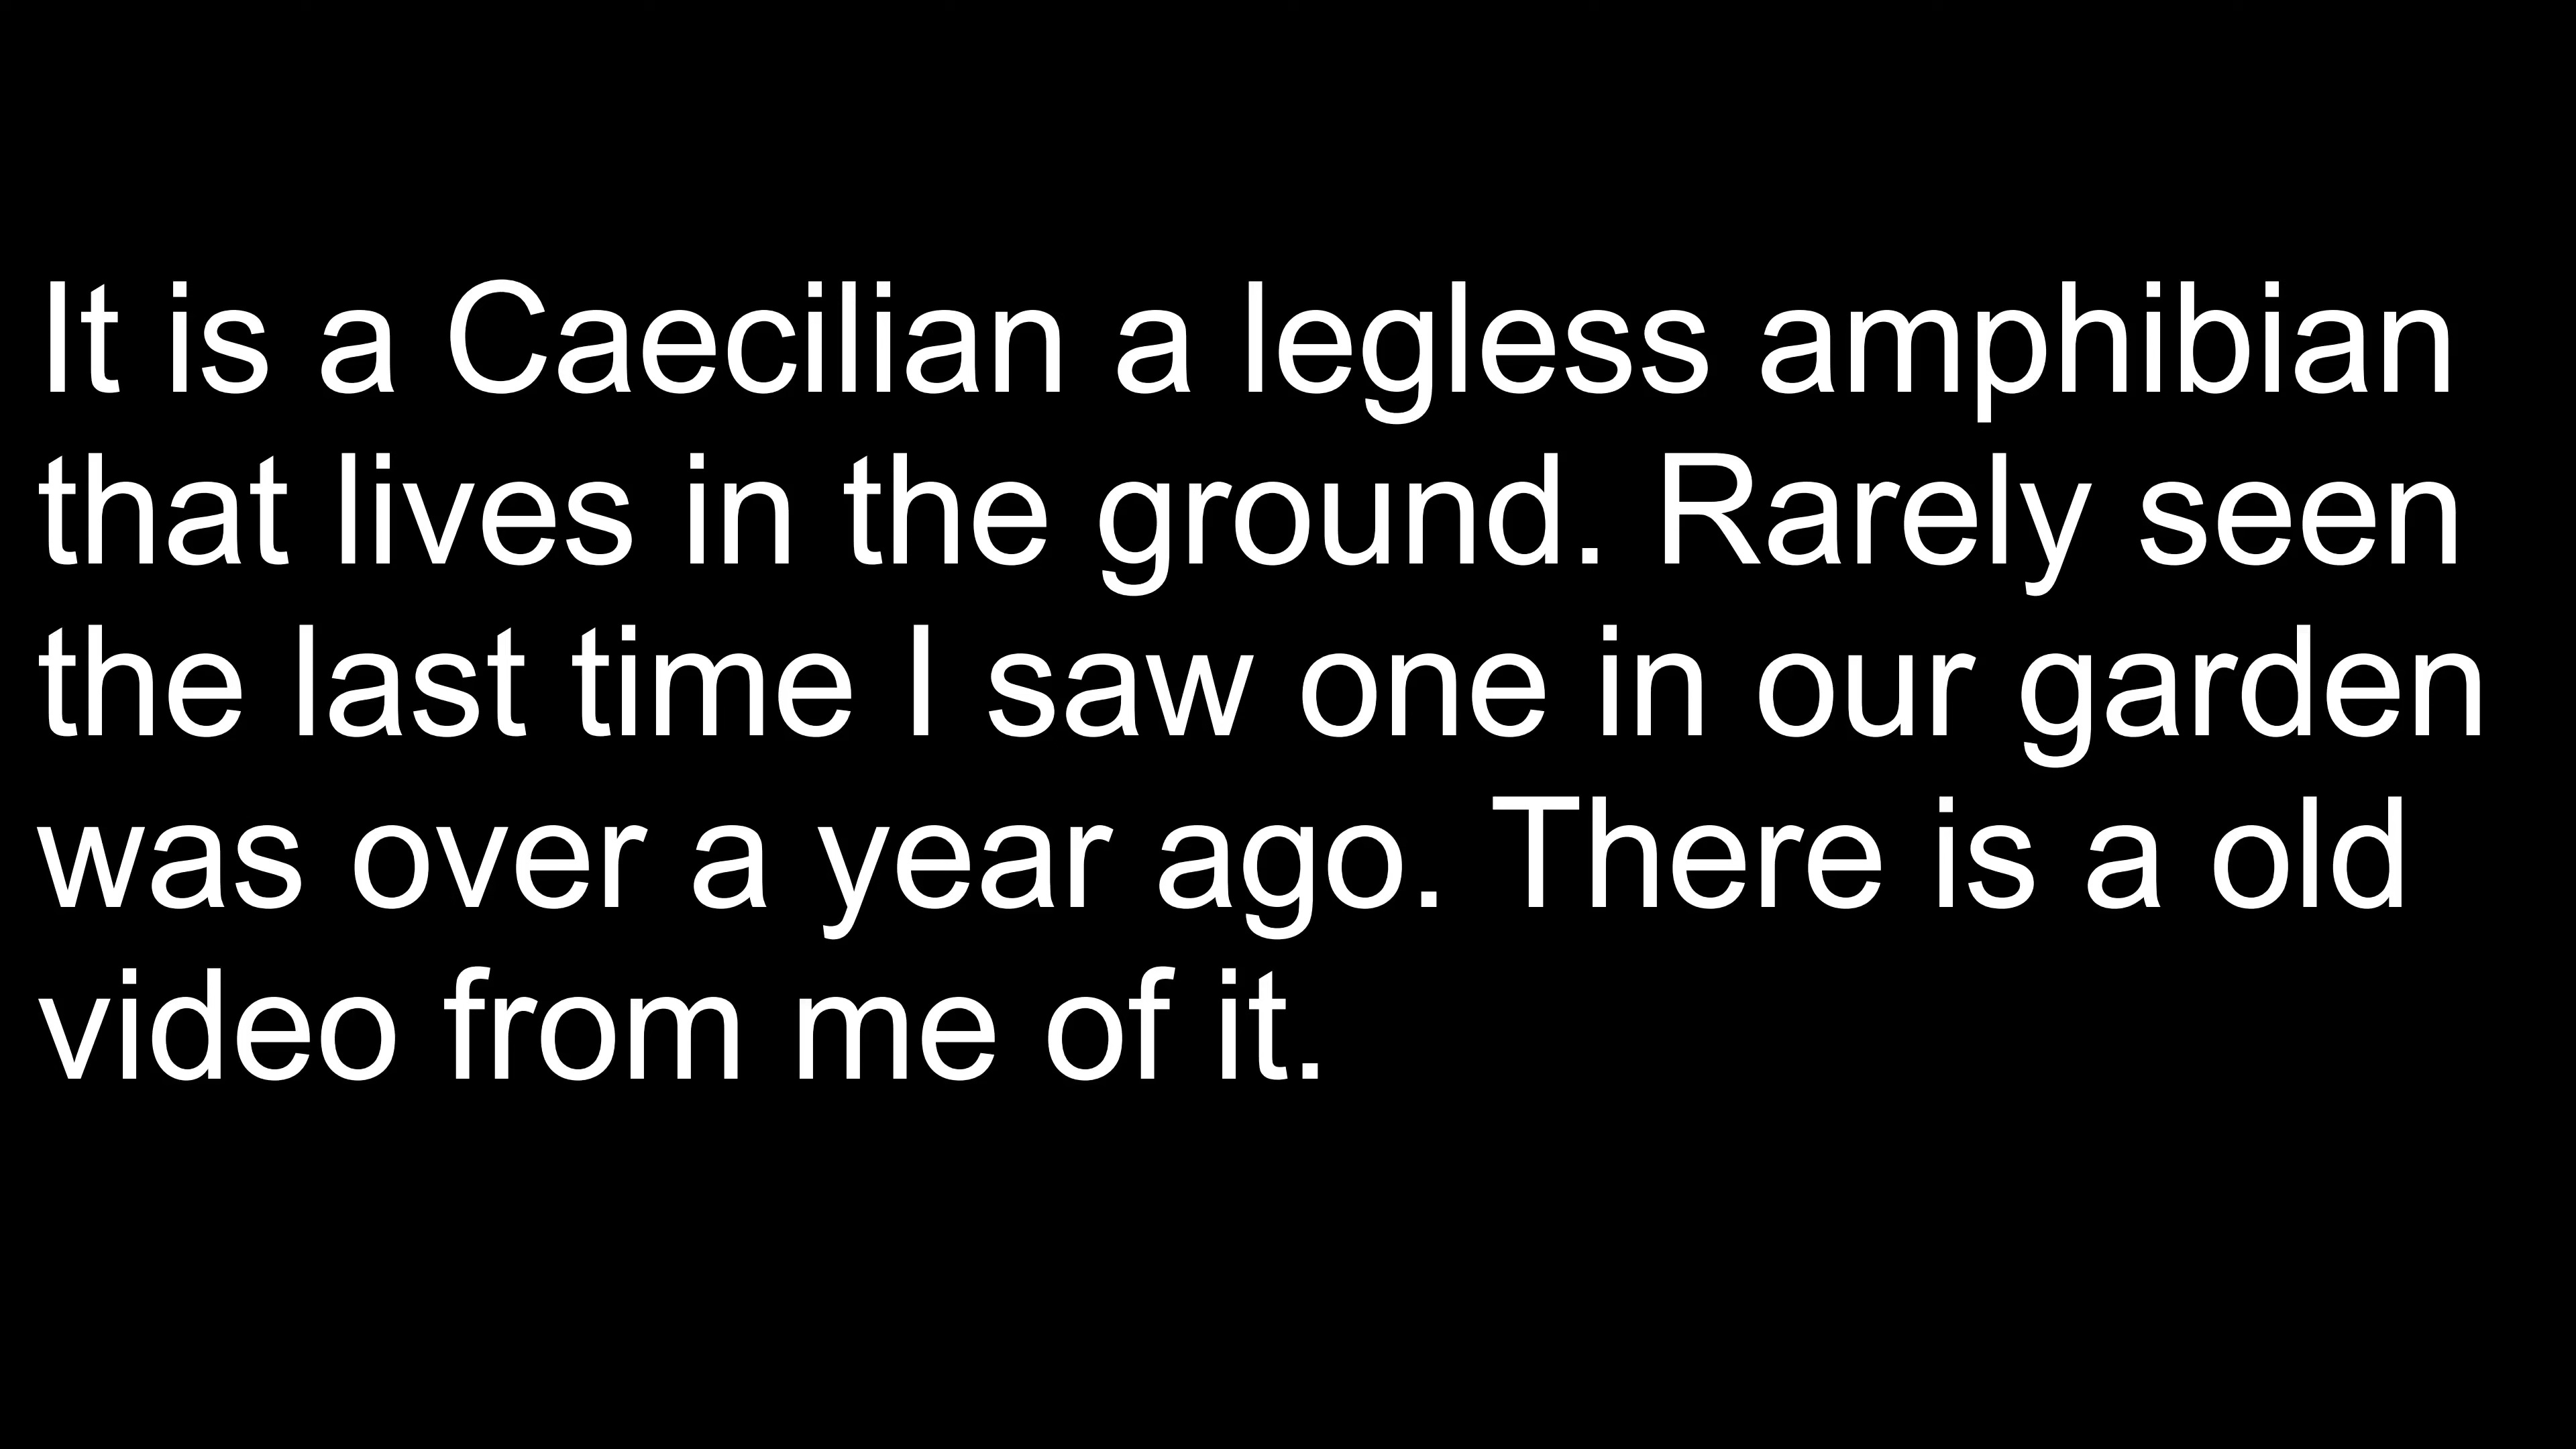 It is a Caecilian a legless amphibian
that lives in the ground. Rarely seen
the last time I saw one in our garden
was over a year ago. There is a old
video from me of it.